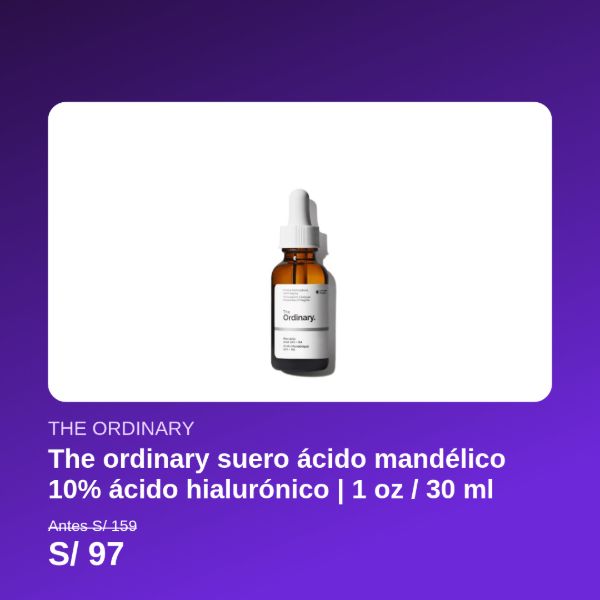 The
Ordinary.
THE ORDINARY
The ordinary suero ácido mandélico
10% ácido hialurónico | 1 oz / 30 ml
Antes S/ 159
S/ 97